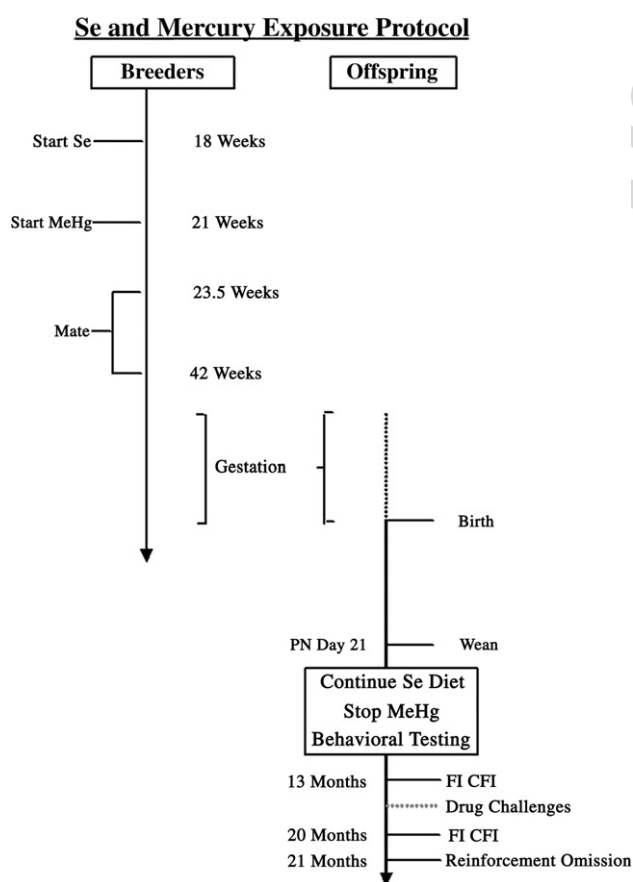 Se and Mercury Exposure Protocol
Breeders
Offspring
Start Se
18 Weeks
Start MeHg
21 Weeks
23.5 Weeks
Mate
42 Weeks
Gestation
Birth
PN Day 21
Wean
Continue Se Diet
Stop MeHg
Behavioral Testing
13 Months
FI CFI
Drug Challenges
20 Months
FI CFI
21 Months
Reinforcement Omission